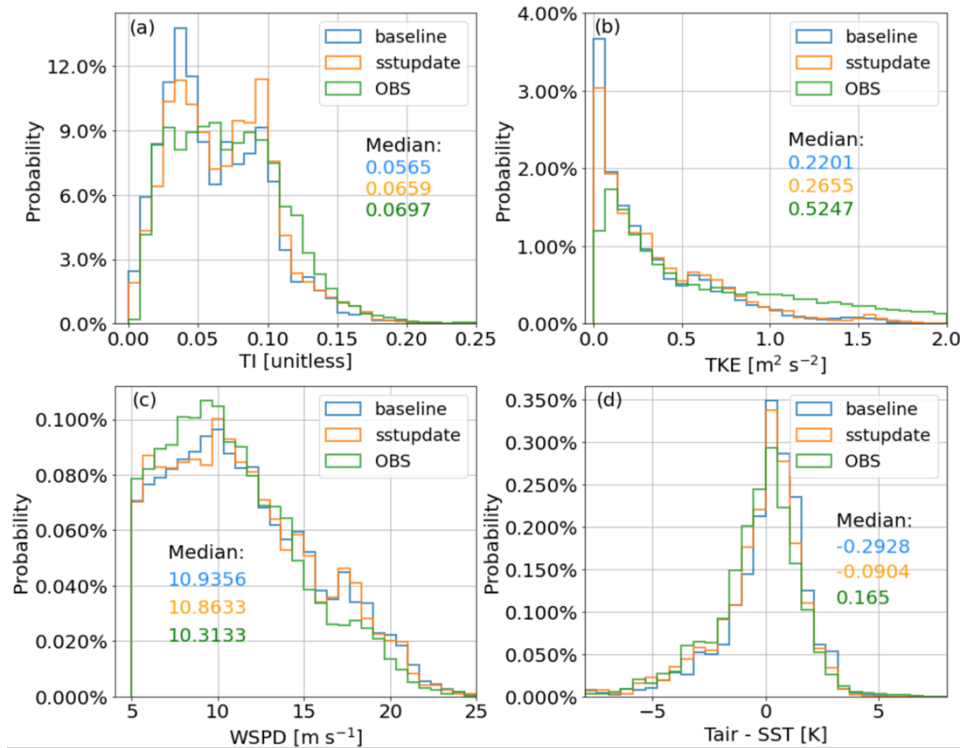 (a)
baseline
sstupdate
OBS
Median:
0.0565
0.0659
0.0697
12.0%
9.0%
6.0%
3.0%
0.0%
Probability
0.00
0.05
0.10
0.15
0.20
0.25
TI [unitless]
(b)
baseline
sstupdate
OBS
Median:
0.2201
0.2655
0.5247
4.00%
3.00%
2.00%
1.00%
0.00%
Probability
0.0
0.5
1.0
1.5
2.0
TKE [m² s⁻²]
(c)
baseline
sstupdate
OBS
Median:
10.9356
10.8633
10.3133
0.100%
0.080%
0.060%
0.040%
0.020%
0.000%
Probability
5
10
15
20
25
WSPD [m s⁻¹]
(d)
baseline
sstupdate
OBS
Median:
-0.2928
-0.0904
0.165
0.350%
0.300%
0.250%
0.200%
0.150%
0.100%
0.050%
0.000%
Probability
−5
0
5
Tair - SST [K]